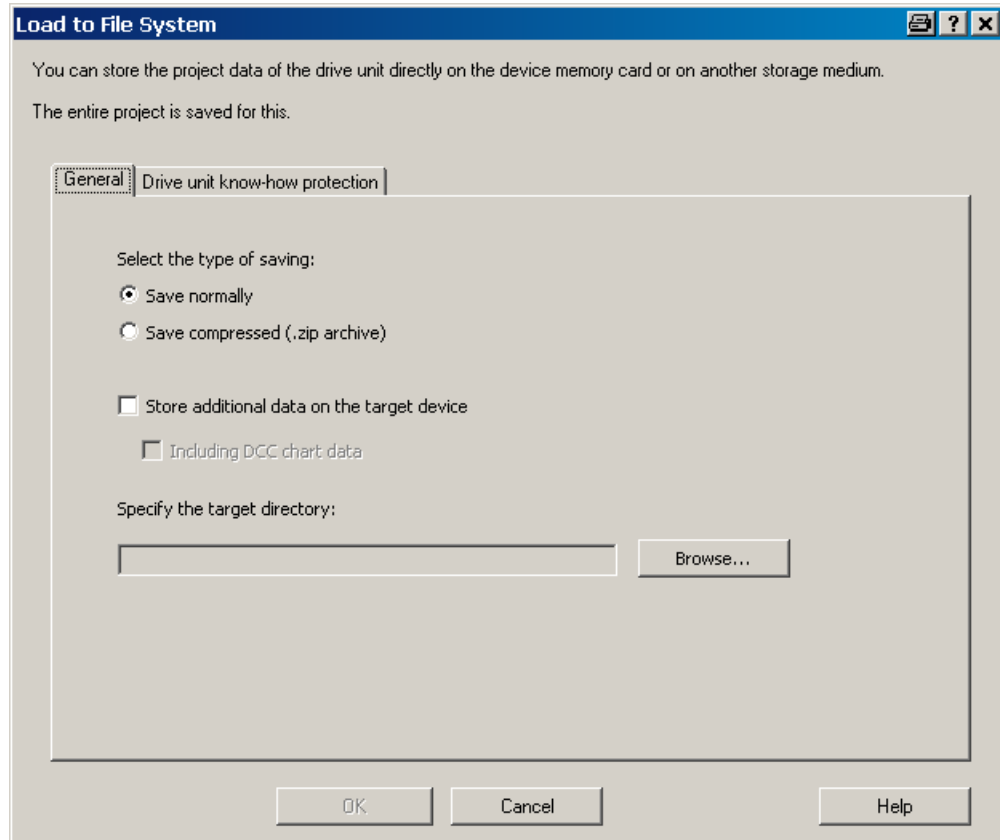 Load to File System
You can store the project data of the drive unit directly on the device memory card or on another storage medium.
The entire project is saved for this.
General
Drive unit know-how protection
Select the type of saving:
Save normally
Save compressed (.zip archive)
Store additional data on the target device
Including DCC chart data
Specify the target directory:
Browse...
OK
Cancel
Help